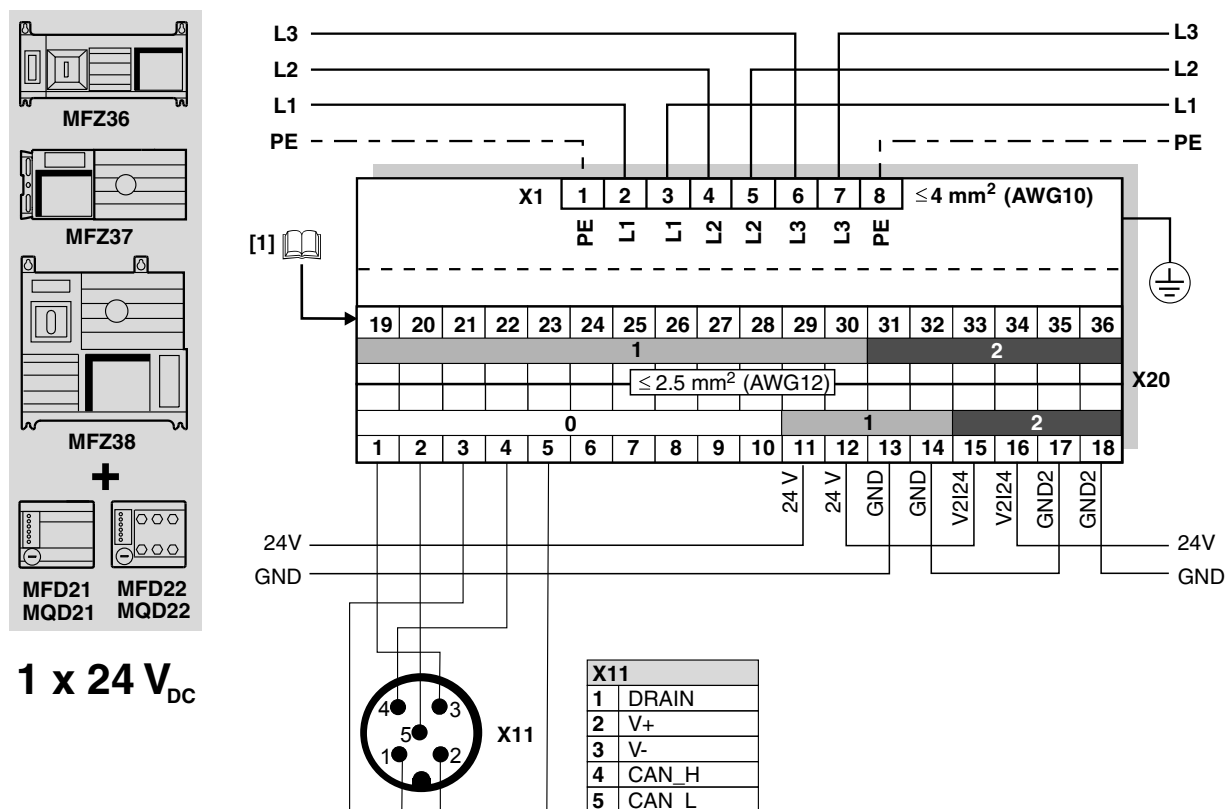 MFZ36
MFZ37
MFZ38
+
MFD21 MFD22
MQD21 MQD22
1 x 24 VDC
L3 L3
L2 L2
L1 L1
PE PE
X1 1 2 3 4 5 6 7 8 ≤ 4 mm² (AWG10)
PE L1 L1 L2 L2 L3 L3 PE
[1]
0
19 20 21 22 23 24 25 26 27 28 29 30 31 32 33 34 35 36
1 2
≤ 2.5 mm² (AWG12)
X20
0 1 2
1 2 3 4 5 6 7 8 9 10 11 12 13 14 15 16 17 18
24 V 24 V GND GND V2I24 V2I24 GND2 GND2
24V 24V
GND GND
4 3
5
1 2
X11
X11
1 DRAIN
2 V+
3 V-
4 CAN_H
5 CAN_L